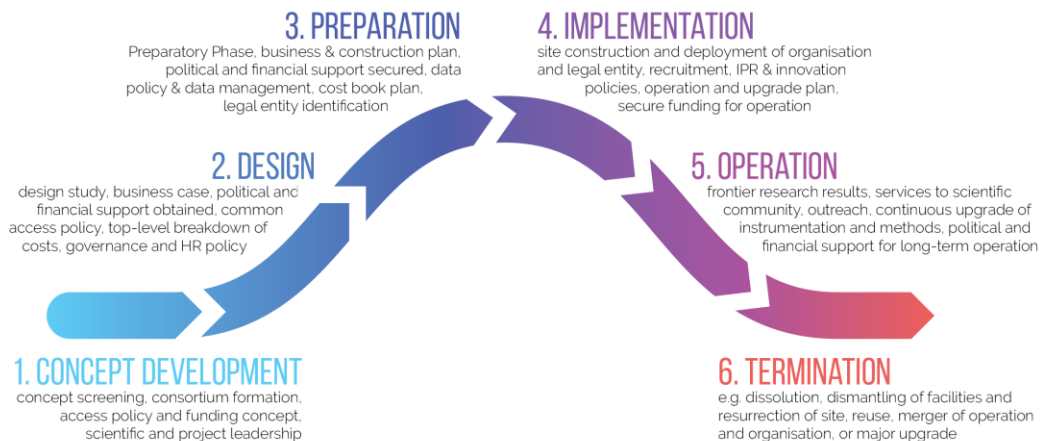 1. CONCEPT DEVELOPMENT
concept screening, consortium formation,
access policy and funding concept,
scientific and project leadership
2. DESIGN
design study, business case, political and
financial support obtained, common
access policy, top-level breakdown of
costs, governance and HR policy
3. PREPARATION
Preparatory Phase, business & construction plan,
political and financial support secured, data
policy & data management, cost book plan,
legal entity identification
4. IMPLEMENTATION
site construction and deployment of organisation
and legal entity, recruitment, IPR & innovation
policies, operation and upgrade plan,
secure funding for operation
5. OPERATION
frontier research results, services to scientific
community, outreach, continuous upgrade of
instrumentation and methods, political and
financial support for long-term operation
6. TERMINATION
e.g. dissolution, dismantling of facilities and
resurrection of site, reuse, merger of operation
and organisation, or major upgrade